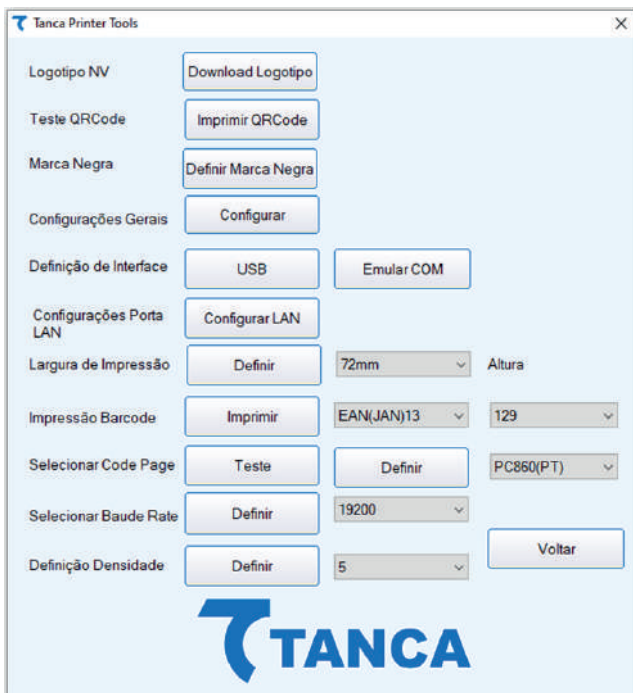 Tanca Printer Tools
Logotipo NV Download Logotipo
Teste QRCode Imprimir QRCode
Marca Negra Definir Marca Negra
Configurações Gerais Configurar
Definição de Interface USB Emular COM
Configurações Porta
LAN Configurar LAN
Largura de Impressão Definir 72mm Altura
Impressão Barcode Imprimir EAN(JAN)13 129
Selecionar Code Page Teste Definir PC860(PT)
Selecionar Baude Rate Definir 19200
Voltar
Definição Densidade Definir 5
TANCA